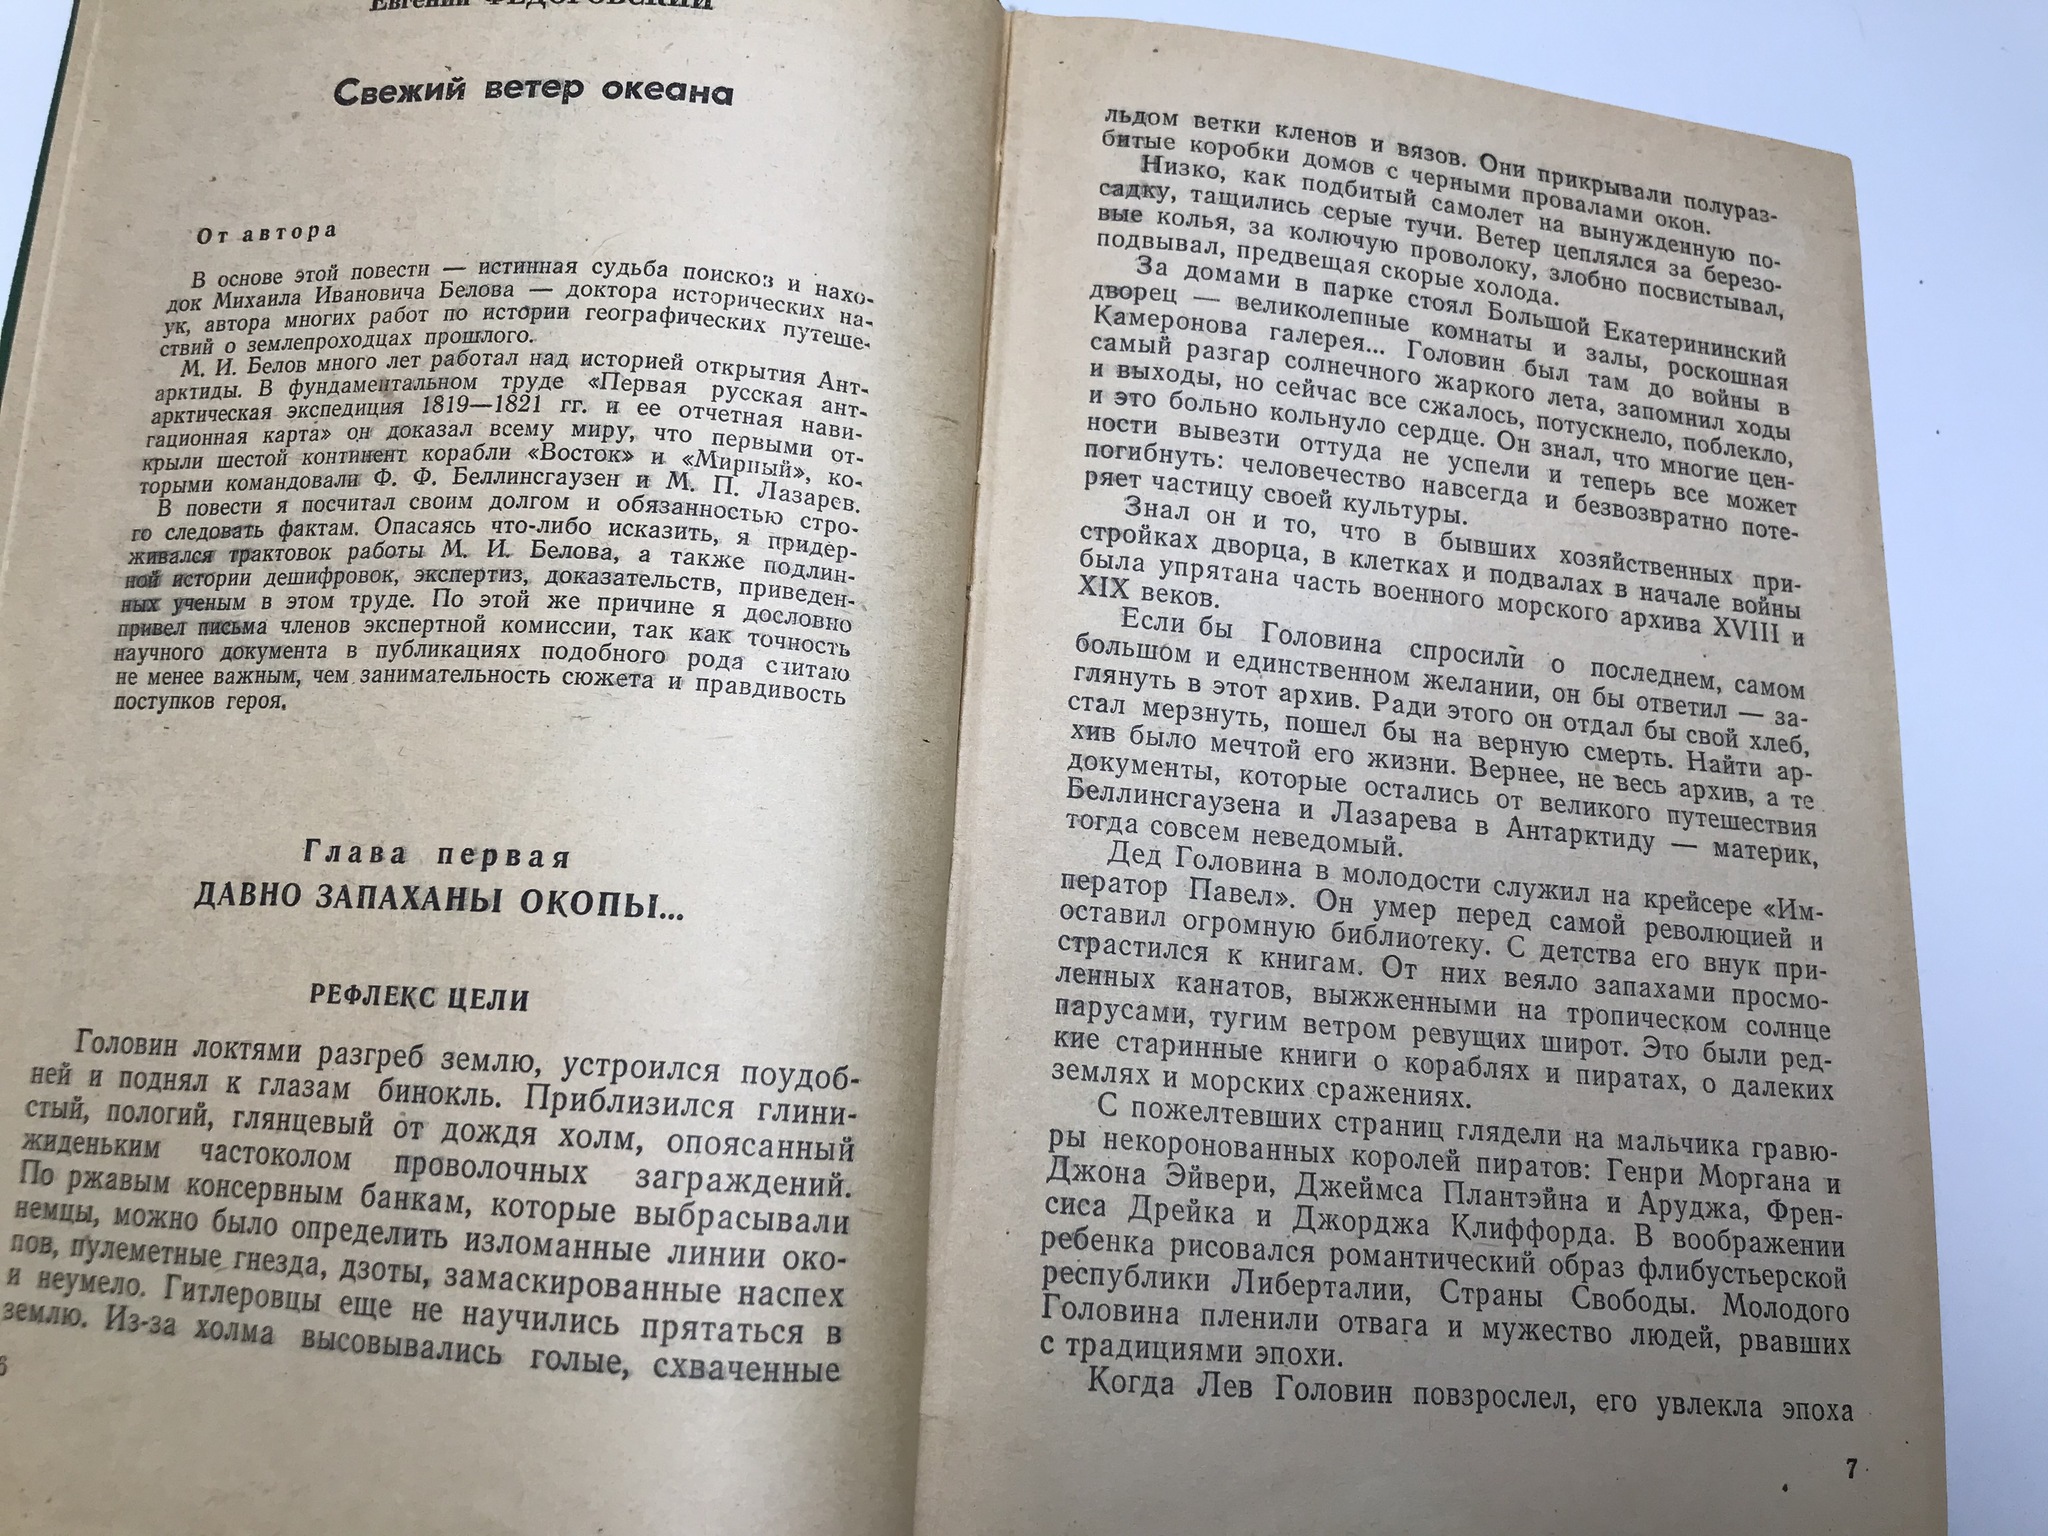 Евгений ФЕДОРОВСКИЙ
Свежий ветер океана
От автора
В основе этой повести — истинная судьба поисков и нахо-
док Михаила Ивановича Белова — доктора исторических на-
ук, автора многих работ по истории географических путеше-
ствий о землепроходцах прошлого.
М. И. Белов много лет работал над историей открытия Ант-
арктиды. В фундаментальном труде «Первая русская ант-
арктическая экспедиция 1819—1821 гг. и ее отчетная нави-
гационная карта» он доказал всему миру, что первыми от-
крыли шестой континент корабли «Восток» и «Мирный», ко-
торыми командовали Ф. Ф. Беллинсгаузен и М. П. Лазарев.
В повести я посчитал своим долгом и обязанностью стро-
го следовать фактам. Опасаясь что-либо исказить, я придер-
живался трактовок работы М. И. Белова, а также подлин-
ной истории дешифровок, экспертиз, доказательств, приведен-
ных ученым в этом труде. По этой же причине я дословно
привел письма членов экспертной комиссии, так как точность
научного документа в публикациях подобного рода считаю
не менее важным, чем занимательность сюжета и правдивость
поступков героя.
Глава первая
ДАВНО ЗАПАХАНЫ ОКОПЫ...
РЕФЛЕКС ЦЕЛИ
Головин локтями разгреб землю, устроился поудоб-
ней и поднял к глазам бинокль. Приблизился глини-
стый, пологий, глянцевый от дождя холм, опоясанный
жиденьким частоколом проволочных заграждений.
По ржавым консервным банкам, которые выбрасывали
немцы, можно было определить изломанные линии око-
пов, пулеметные гнезда, дзоты, замаскированные наспех
и неумело. Гитлеровцы еще не научились прятаться в
землю. Из-за холма высовывались голые, схваченные
6
льдом ветки кленов и вязов. Они прикрывали полураз-
битые коробки домов с черными провалами окон.
Низко, как подбитый самолет на вынужденную по-
садку, тащились серые тучи. Ветер цеплялся за березо-
вые колья, за колючую проволоку, злобно посвистывал,
подвывал, предвещая скорые холода.
За домами в парке стоял Большой Екатерининский
дворец — великолепные комнаты и залы, роскошная
Камеронова галерея... Головин был там до войны в
самый разгар солнечного жаркого лета, запомнил ходы
и выходы, но сейчас все сжалось, потускнело, поблекло,
и это больно кольнуло сердце. Он знал, что многие цен-
ности вывезти оттуда не успели и теперь все может
погибнуть: человечество навсегда и безвозвратно поте-
ряет частицу своей культуры.
Знал он и то, что в бывших хозяйственных при-
стройках дворца, в клетках и подвалах в начале войны
была упрятана часть военного морского архива XVIII и
XIX веков.
Если бы Головина спросили о последнем, самом
большом и единственном желании, он бы ответил — за-
глянуть в этот архив. Ради этого он отдал бы свой хлеб,
стал мерзнуть, пошел бы на верную смерть. Найти ар-
хив было мечтой его жизни. Вернее, не весь архив, а те
документы, которые остались от великого путешествия
Беллинсгаузена и Лазарева в Антарктиду — материк,
тогда совсем неведомый.
Дед Головина в молодости служил на крейсере «Им-
ператор Павел». Он умер перед самой революцией и
оставил огромную библиотеку. С детства его внук при-
страстился к книгам. От них веяло запахами просмо-
ленных канатов, выжженными на тропическом солнце
парусами, тугим ветром ревущих широт. Это были ред-
кие старинные книги о кораблях и пиратах, о далеких
землях и морских сражениях.
С пожелтевших страниц глядели на мальчика гравю-
ры некоронованных королей пиратов: Генри Моргана и
Джона Эйвери, Джеймса Плантэйна и Аруджа, Френ-
сиса Дрейка и Джорджа Клиффорда. В воображении
ребенка рисовался романтический образ флибустьерской
республики Либерталии, Страны Свободы. Молодого
Головина пленили отвага и мужество людей, рвавших
с традициями эпохи.
Когда Лев Головин повзрослел, его увлекла эпоха
7